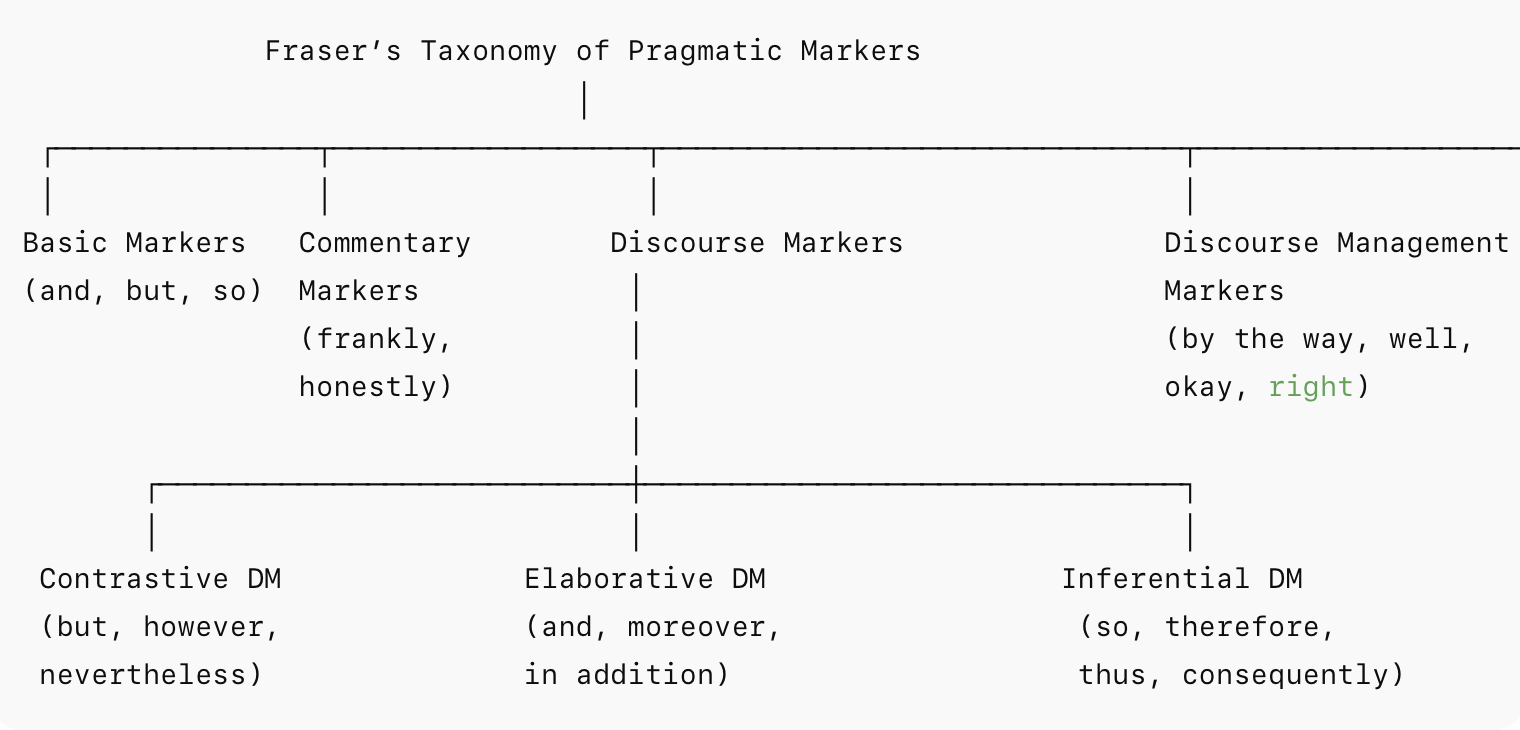 Fraser’s Taxonomy of Pragmatic Markers
Basic Markers
(and, but, so)
Commentary
Markers
(frankly,
honestly)
Discourse Markers
Discourse Management
Markers
(by the way, well,
okay, right)
Contrastive DM
(but, however,
nevertheless)
Elaborative DM
(and, moreover,
in addition)
Inferential DM
(so, therefore,
thus, consequently)